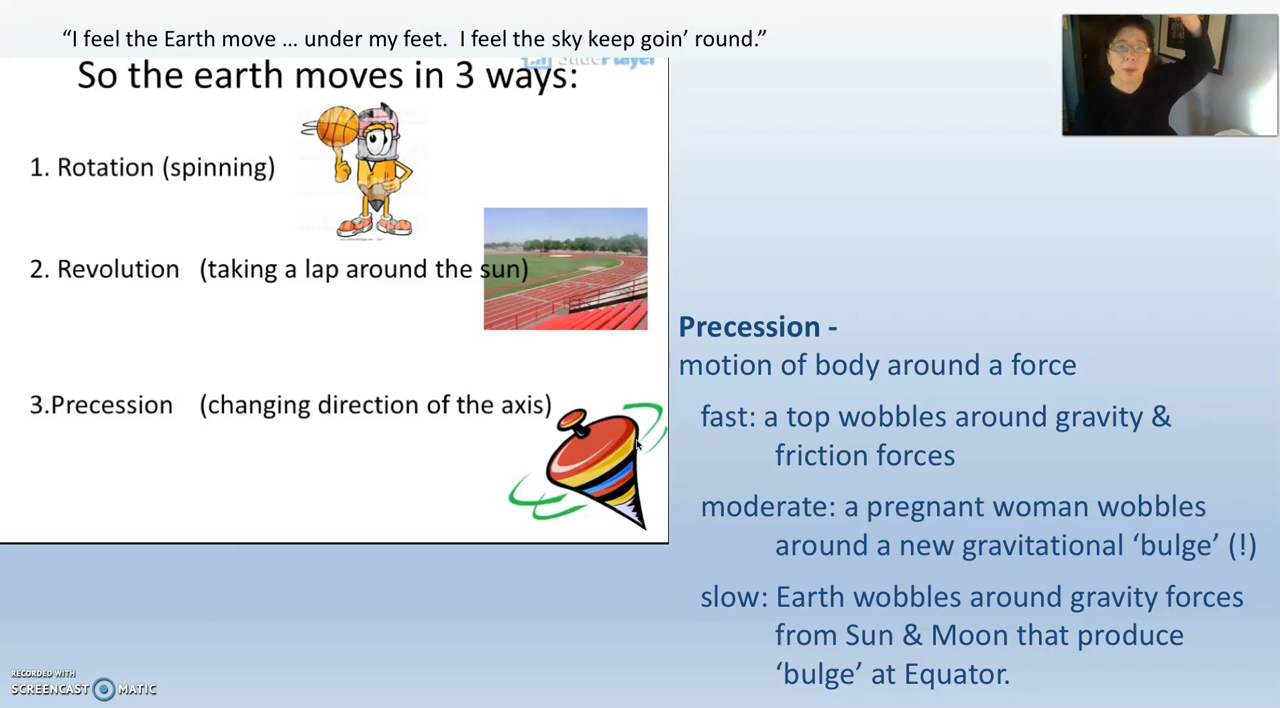 “I feel the Earth move ... under my feet.  I feel the sky keep goin’ round.”
SlidePlayer
So the earth moves in 3 ways:
1. Rotation (spinning)
2. Revolution (taking a lap around the sun)
3.Precession (changing direction of the axis)
Precession -
motion of body around a force
fast: a top wobbles around gravity &
friction forces
moderate: a pregnant woman wobbles
around a new gravitational ‘bulge’ (!)
slow: Earth wobbles around gravity forces
from Sun & Moon that produce
‘bulge’ at Equator.
RECORDED WITH
SCREENCAST MATIC